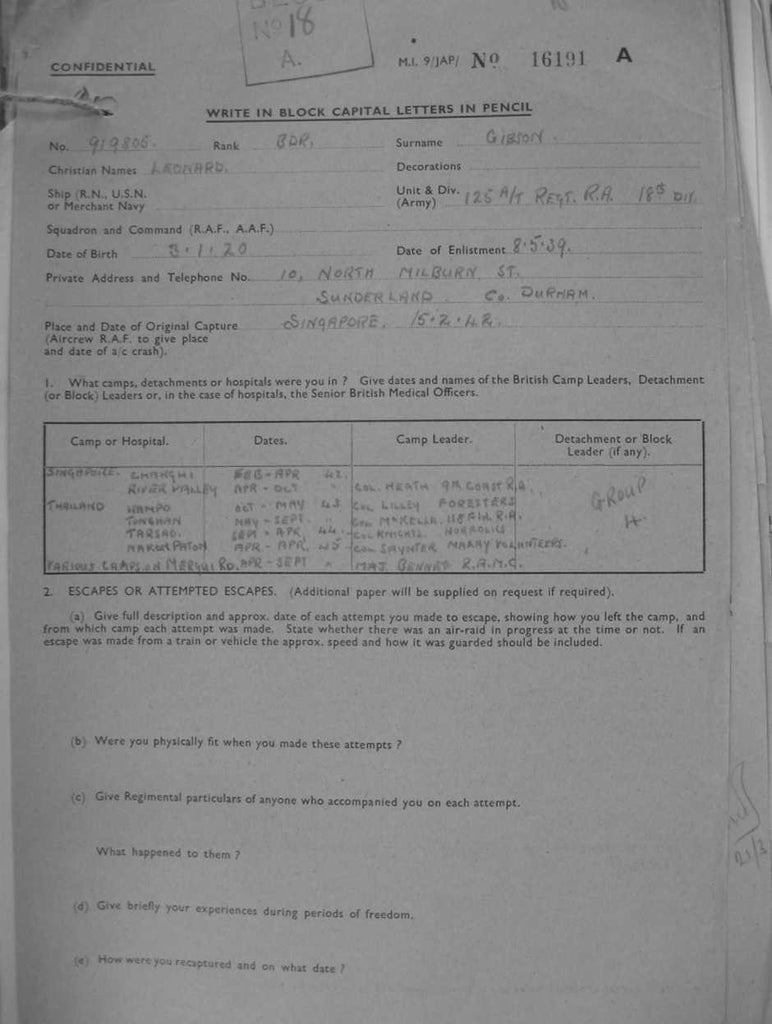 No 18
A.
CONFIDENTIAL
M.I. 9/JAP/ No 16191 A
WRITE IN BLOCK CAPITAL LETTERS IN PENCIL
No. 919806. Rank BDR. Surname GIBSON.
Christian Names LEONARD. Decorations
Ship (R.N., U.S.N. or Merchant Navy
Unit & Div. (Army) 125 A/T REGT. R.A. 18th DIV.
Squadron and Command (R.A.F., A.A.F.)
Date of Birth 3.1.20 Date of Enlistment 8.5.39.
Private Address and Telephone No. 10, NORTH MILBURN ST.
SUNDERLAND. Co. DURHAM.
Place and Date of Original Capture SINGAPORE. 15.2.42.
(Aircrew R.A.F. to give place
and date of a/c crash).
1. What camps, detachments or hospitals were you in ? Give dates and names of the British Camp Leaders, Detachment
(or Block) Leaders or, in the case of hospitals, the Senior British Medical Officers.
Camp or Hospital. Dates. Camp Leader. Detachment or Block
Leader (if any).
SINGAPORE. CHANGHI FEB - APR 42.
RIVER VALLEY APR - OCT " COL. HEATH 9TH COAST R.A.
THAILAND WAMPO OCT - MAY 43 COL LILLEY FORESTERS
TONCHAN MAY - SEPT. " COL McKELLA. 118 FLD. R.A.
TARSAO. SEPT - APR. 44. COL KNIGHTS. NORFOLKS
NAKOM PATON APR - APR. 45 COL SAYNTER MALAY VOLUNTEERS.
VARIOUS CAMPS ON MERGUI RD. APR - SEPT " MAJ. BENNET R.A.M.C.
GROUP
4.
2. ESCAPES OR ATTEMPTED ESCAPES. (Additional paper will be supplied on request if required).
(a) Give full description and approx. date of each attempt you made to escape, showing how you left the camp, and
from which camp each attempt was made. State whether there was an air-raid in progress at the time or not. If an
escape was made from a train or vehicle the approx. speed and how it was guarded should be included.
(b) Were you physically fit when you made these attempts ?
(c) Give Regimental particulars of anyone who accompanied you on each attempt.
What happened to them ?
(d) Give briefly your experiences during periods of freedom.
(e) How were you recaptured and on what date ?
21/3